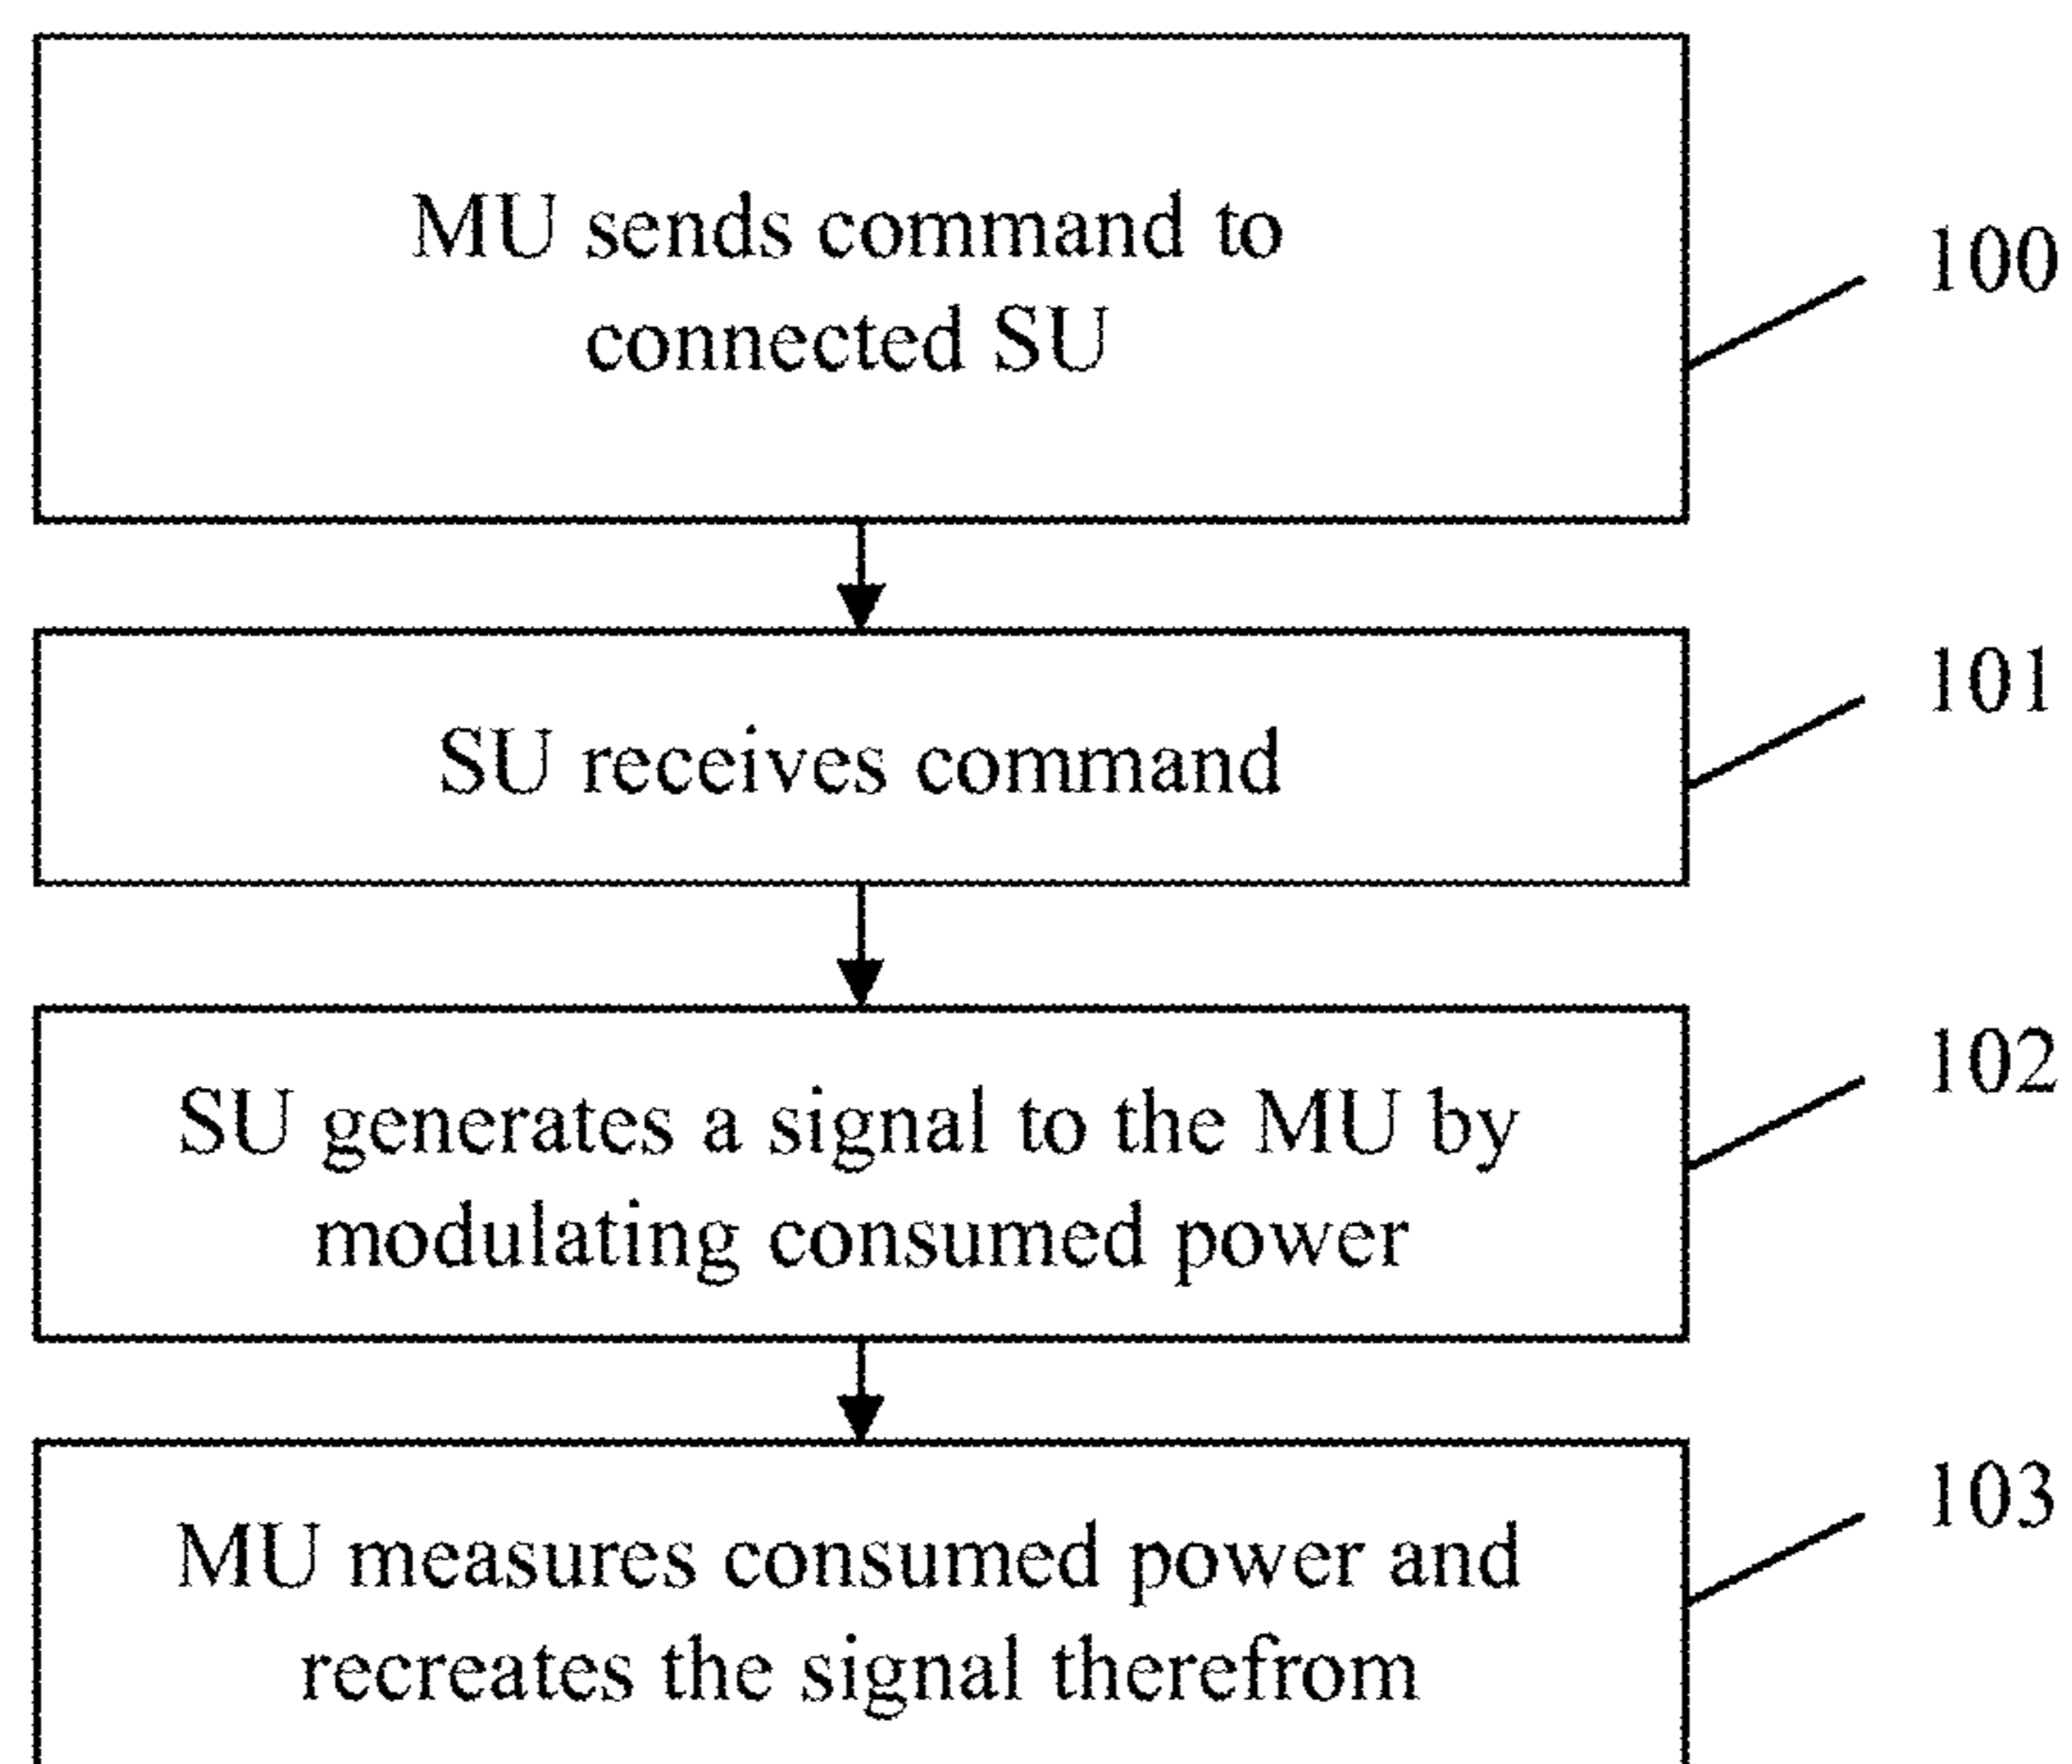 MU sends command to
connected SU
100
SU receives command
101
SU generates a signal to the MU by
modulating consumed power
102
MU measures consumed power and
recreates the signal therefrom
103